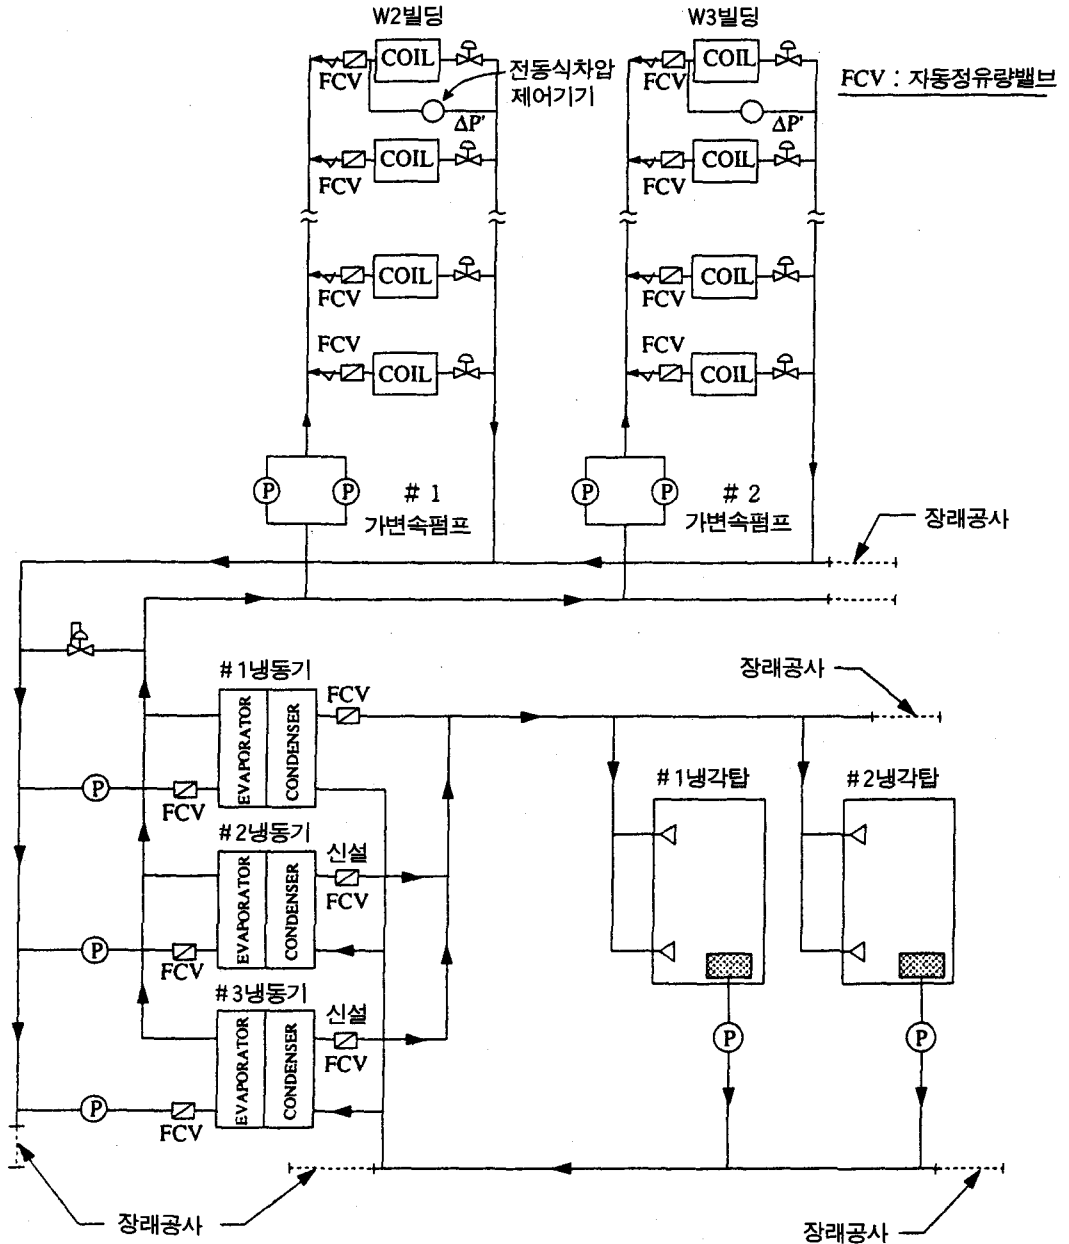 W2빌딩
W3빌딩
COIL
FCV
전동식차압
제어기기
ΔP'
COIL
FCV
ΔP'
FCV : 자동정유량밸브
COIL
FCV
COIL
FCV
COIL
FCV
COIL
FCV
FCV
COIL
FCV
COIL
P
P
# 1
가변속펌프
P
P
# 2
가변속펌프
장래공사
#1냉동기
FCV
EVAPORATOR
CONDENSER
P
FCV
장래공사
#1냉각탑
#2냉각탑
#2냉동기
신설
FCV
EVAPORATOR
CONDENSER
P
FCV
#3냉동기
신설
FCV
EVAPORATOR
CONDENSER
P
FCV
P
P
장래공사
장래공사